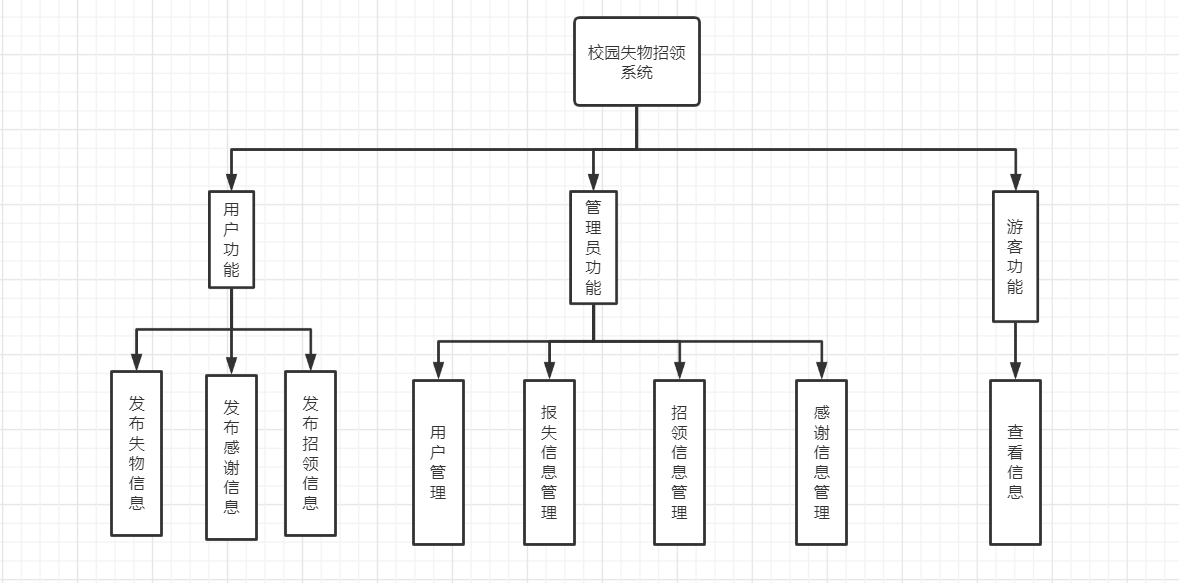 校园失物招领
系统
用户功能
管理员功能
游客功能
发布失物信息
发布感谢信息
发布招领信息
用户管理
报失信息管理
招领信息管理
感谢信息管理
查看信息